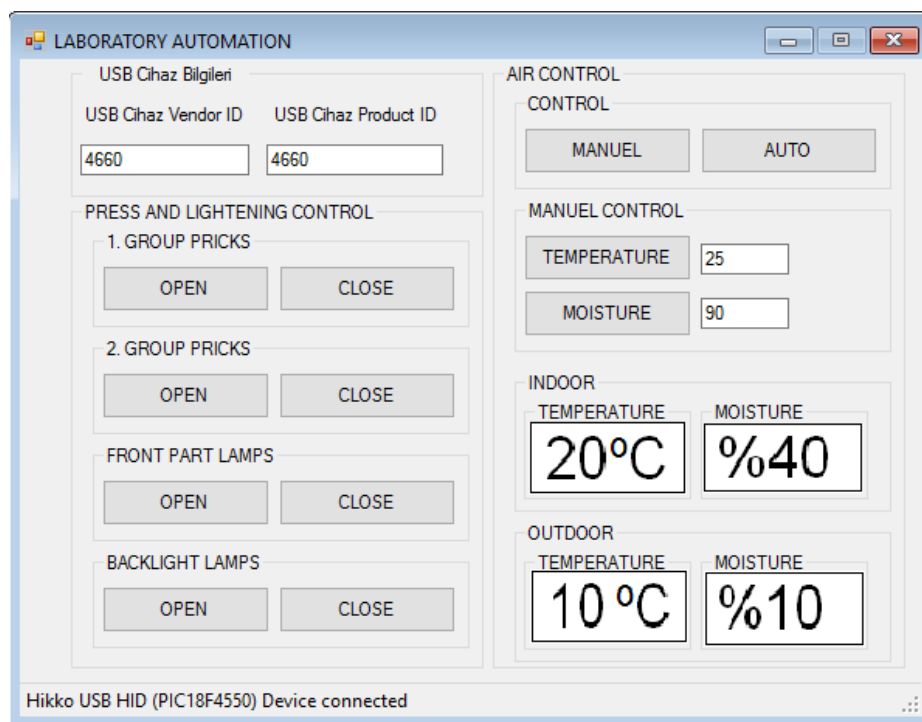 LABORATORY AUTOMATION
USB Cihaz Bilgileri
USB Cihaz Vendor ID USB Cihaz Product ID
4660 4660
PRESS AND LIGHTENING CONTROL
1. GROUP PRICKS
OPEN CLOSE
2. GROUP PRICKS
OPEN CLOSE
FRONT PART LAMPS
OPEN CLOSE
BACKLIGHT LAMPS
OPEN CLOSE
AIR CONTROL
CONTROL
MANUEL AUTO
MANUEL CONTROL
TEMPERATURE 25
MOISTURE 90
INDOOR
TEMPERATURE MOISTURE
20ºC %40
OUTDOOR
TEMPERATURE MOISTURE
10 ºC %10
Hikko USB HID (PIC18F4550) Device connected